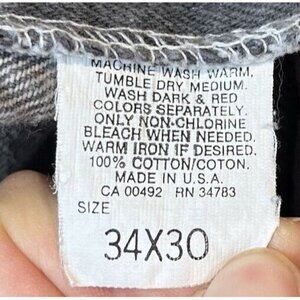 MACHINE WASH WARM.
TUMBLE DRY MEDIUM.
WASH DARK & RED
COLORS SEPARATELY.
ONLY NON-CHLORINE
BLEACH WHEN NEEDED.
WARM IRON IF DESIRED.
100% COTTON/COTON.
MADE IN U.S.A.
CA 00492 RN 34783
SIZE
34X30